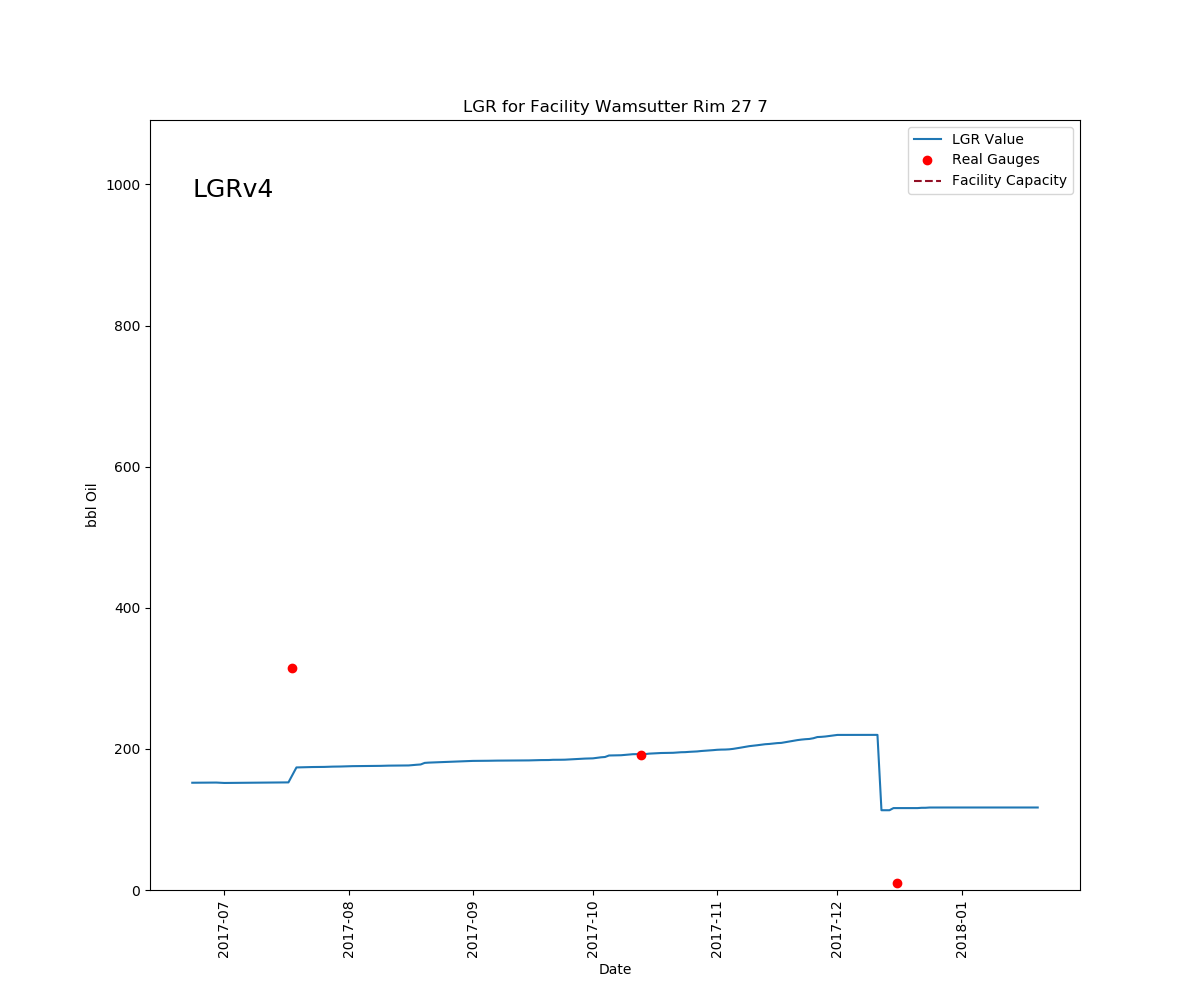 LGR for Facility Wamsutter Rim 27 7
LGRv4
LGR Value
Real Gauges
Facility Capacity
1000
800
600
400
200
0
bbl Oil
2017-07
2017-08
2017-09
2017-10
2017-11
2017-12
2018-01
Date